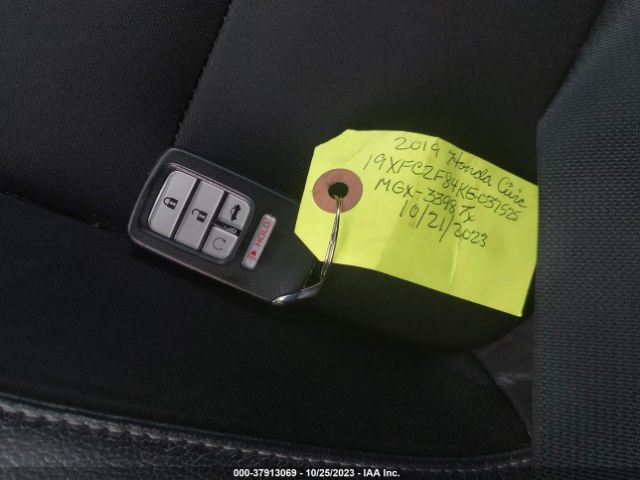 2019 Honda Civic
19XFC2F84KE037525
MGX-3398 TX
10/21/2023
HOLD
000-37913069 - 10/25/2023 - IAA Inc.